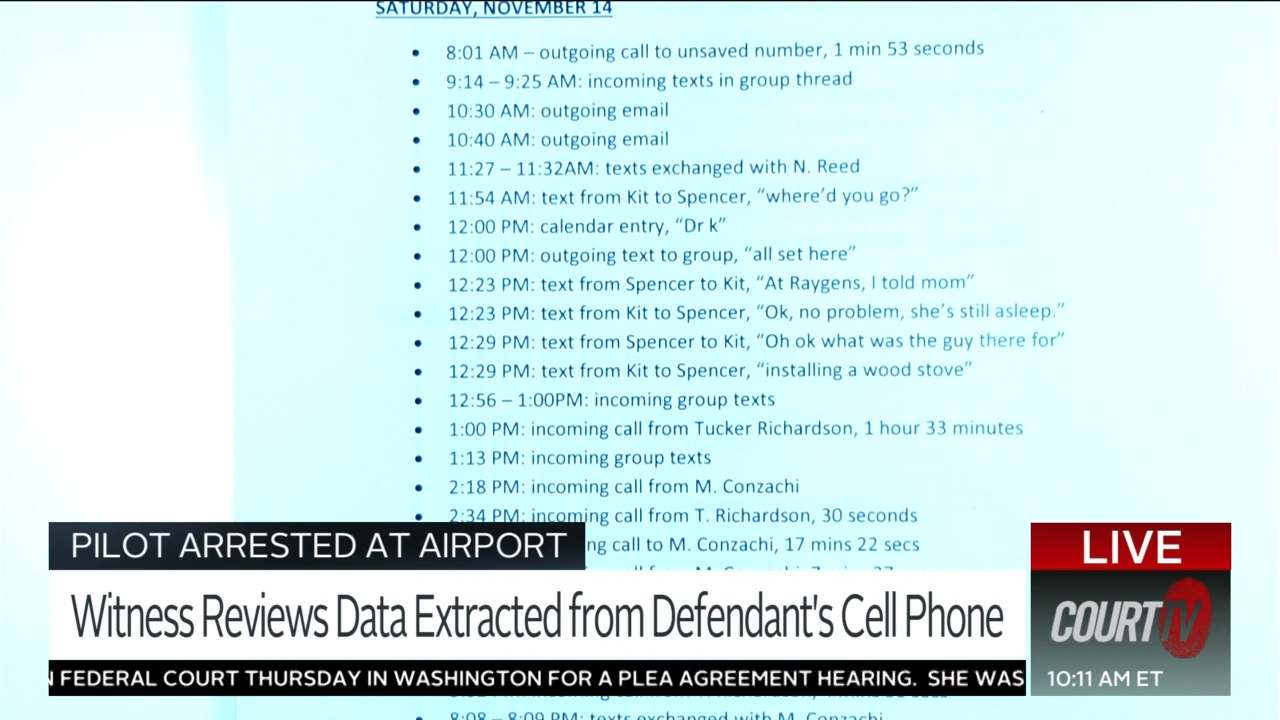 SATURDAY, NOVEMBER 14
• 8:01 AM – outgoing call to unsaved number, 1 min 53 seconds
• 9:14 – 9:25 AM: incoming texts in group thread
• 10:30 AM: outgoing email
• 10:40 AM: outgoing email
• 11:27 – 11:32AM: texts exchanged with N. Reed
• 11:54 AM: text from Kit to Spencer, “where’d you go?”
• 12:00 PM: calendar entry, “Dr k”
• 12:00 PM: outgoing text to group, “all set here”
• 12:23 PM: text from Spencer to Kit, “At Raygens, I told mom”
• 12:23 PM: text from Kit to Spencer, “Ok, no problem, she’s still asleep.”
• 12:29 PM: text from Spencer to Kit, “Oh ok what was the guy there for”
• 12:29 PM: text from Kit to Spencer, “installing a wood stove”
• 12:56 – 1:00PM: incoming group texts
• 1:00 PM: incoming call from Tucker Richardson, 1 hour 33 minutes
• 1:13 PM: incoming group texts
• 2:18 PM: incoming call from M. Conzachi
• 2:34 PM: incoming call from T. Richardson, 30 seconds
ng call to M. Conzachi, 17 mins 22 secs
PILOT ARRESTED AT AIRPORT
Witness Reviews Data Extracted from Defendant's Cell Phone
LIVE
COURT TV
10:11 AM ET
N FEDERAL COURT THURSDAY IN WASHINGTON FOR A PLEA AGREEMENT HEARING. SHE WAS
8:08 – 8:09 PM: texts exchanged with M. Conzachi